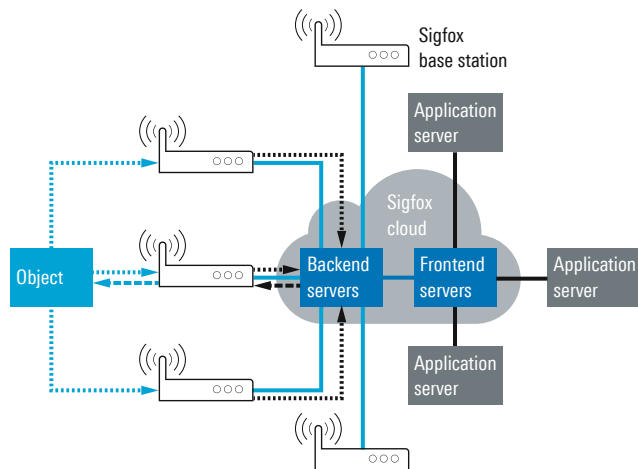 Sigfox
base station
Application
server
Sigfox
cloud
Object
Backend
servers
Frontend
servers
Application
server
Application
server